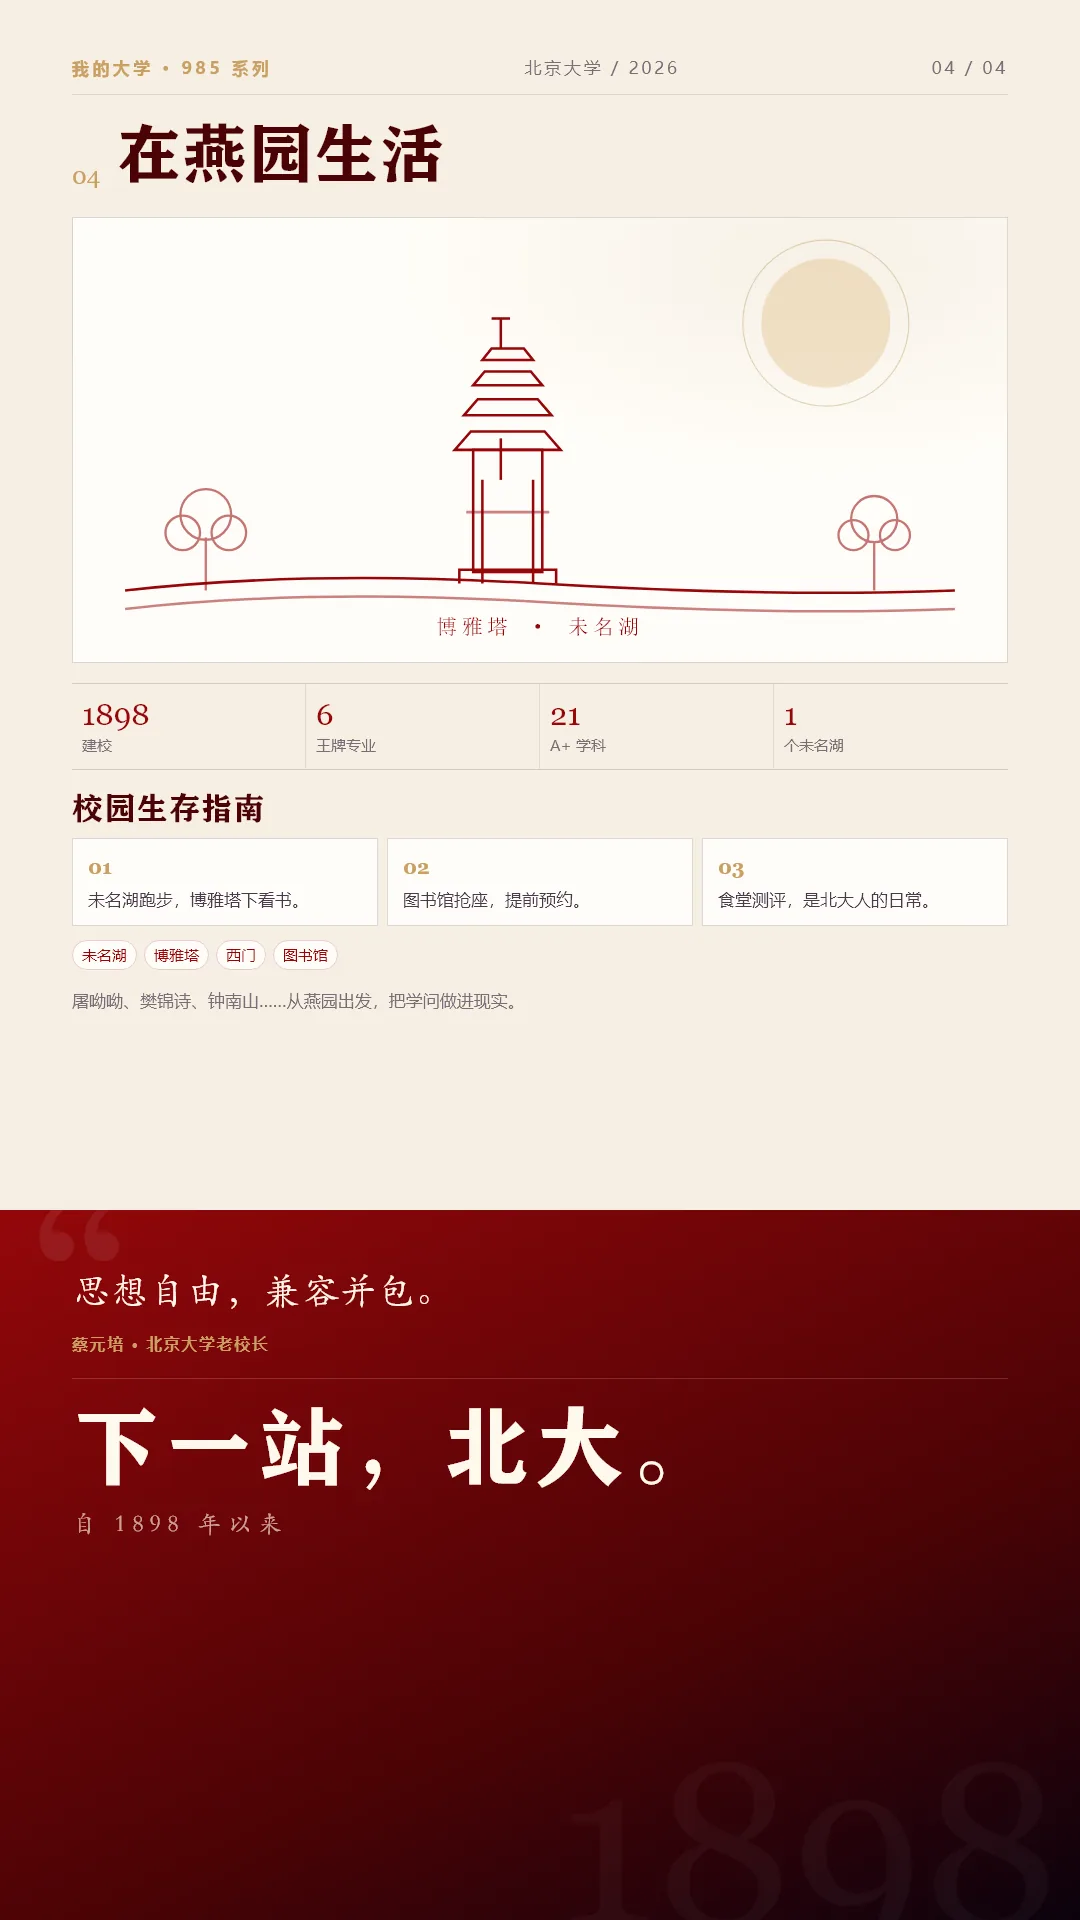 我的大学 • 985 系列
北京大学 / 2026
04 / 04
04 在燕园生活
博雅塔 • 未名湖
1898
建校
6
王牌专业
21
A+ 学科
1
个未名湖
校园生存指南
01
未名湖跑步，博雅塔下看书。
02
图书馆抢座，提前预约。
03
食堂测评，是北大人的日常。
未名湖
博雅塔
西门
图书馆
屠呦呦、樊锦诗、钟南山……从燕园出发，把学问做进现实。
“
思想自由，兼容并包。
蔡元培 • 北京大学老校长
下一站，北大。
自 1898 年以来
1898